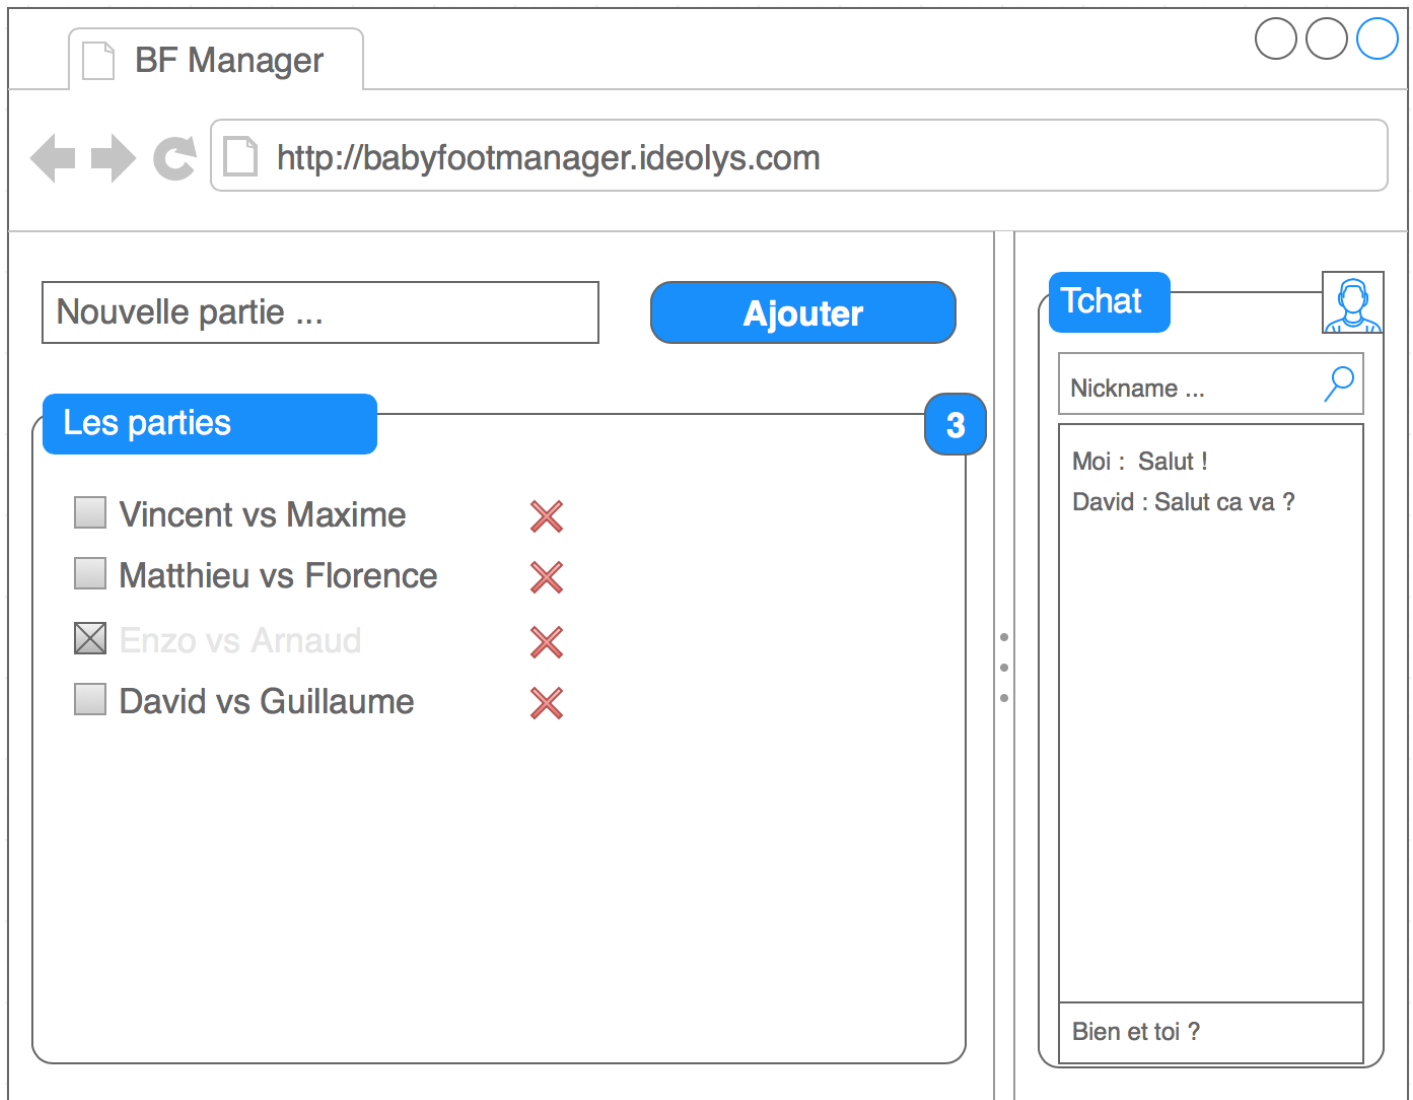 BF Manager
http://babyfootmanager.ideolys.com
Nouvelle partie ...
Ajouter
Les parties
3
Vincent vs Maxime
Matthieu vs Florence
Enzo vs Arnaud
David vs Guillaume
Tchat
Nickname ...
Moi :  Salut !
David : Salut ca va ?
Bien et toi ?